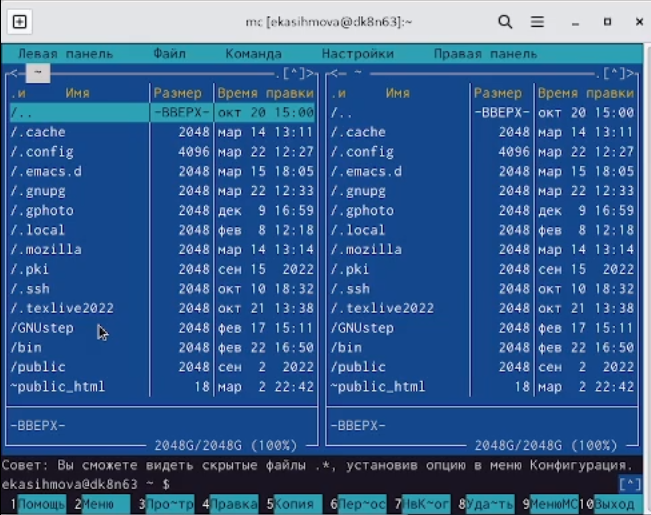 mc [ekasihmova@dk8n63]:~
Левая панель Файл Команда Настройки Правая панель
<─ ~ .[^]> <─ ~ .[^]>
.и Имя Размер Время правки .и Имя Размер Время правки
/.. -ВВЕРХ- окт 20 15:00 /.. -ВВЕРХ- окт 20 15:00
/.cache 2048 мар 14 13:11 /.cache 2048 мар 14 13:11
/.config 4096 мар 22 12:27 /.config 4096 мар 22 12:27
/.emacs.d 2048 мар 15 18:05 /.emacs.d 2048 мар 15 18:05
/.gnupg 2048 мар 22 12:33 /.gnupg 2048 мар 22 12:33
/.gphoto 2048 дек 9 16:59 /.gphoto 2048 дек 9 16:59
/.local 2048 фев 8 12:18 /.local 2048 фев 8 12:18
/.mozilla 2048 мар 14 13:14 /.mozilla 2048 мар 14 13:14
/.pki 2048 сен 15 2022 /.pki 2048 сен 15 2022
/.ssh 2048 окт 10 18:32 /.ssh 2048 окт 10 18:32
/.texlive2022 2048 окт 21 13:38 /.texlive2022 2048 окт 21 13:38
/GNUstep 2048 фев 17 15:11 /GNUstep 2048 фев 17 15:11
/bin 2048 фев 22 16:50 /bin 2048 фев 22 16:50
/public 2048 сен 2 2022 /public 2048 сен 2 2022
~public_html 18 мар 2 22:42 ~public_html 18 мар 2 22:42
-ВВЕРХ- -ВВЕРХ-
2048G/2048G (100%) 2048G/2048G (100%)
Совет: Вы сможете видеть скрытые файлы .*, установив опцию в меню Конфигурация.
ekasihmova@dk8n63 ~ $ [^]
1Помощь 2Меню 3Про~тр 4Правка 5Копия 6Пер~ос 7НвК~ог 8Уда~ть 9МенюMC 10Выход